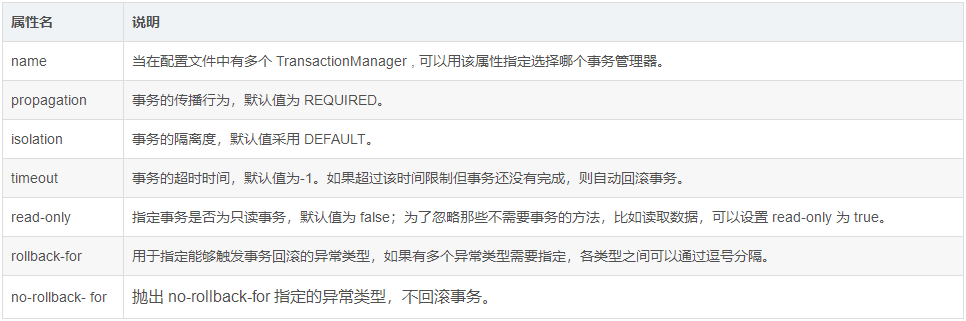 属性名 说明
name 当在配置文件中有多个 TransactionManager , 可以用该属性指定选择哪个事务管理器。
propagation 事务的传播行为，默认值为 REQUIRED。
isolation 事务的隔离度，默认值采用 DEFAULT。
timeout 事务的超时时间，默认值为-1。如果超过该时间限制但事务还没有完成，则自动回滚事务。
read-only 指定事务是否为只读事务，默认值为 false；为了忽略那些不需要事务的方法，比如读取数据，可以设置 read-only 为 true。
rollback-for 用于指定能够触发事务回滚的异常类型，如果有多个异常类型需要指定，各类型之间可以通过逗号分隔。
no-rollback- for 抛出 no-rollback-for 指定的异常类型，不回滚事务。